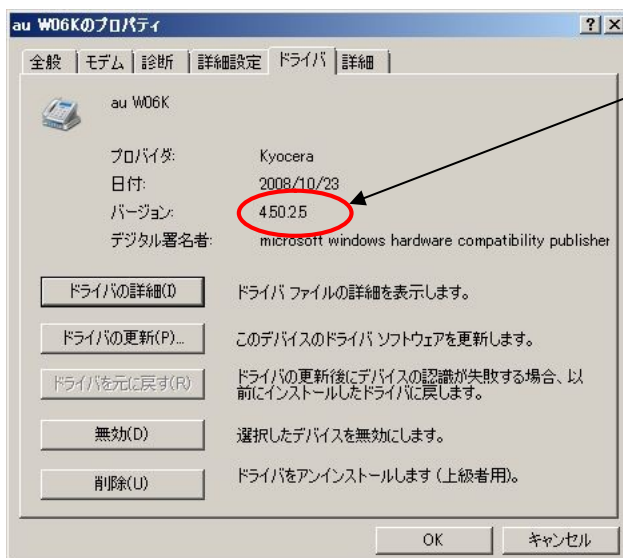 au W06Kのプロパティ
? ×
全般 モデム 診断 詳細設定 ドライバ 詳細
au W06K
プロバイダ: Kyocera
日付: 2008/10/23
バージョン: 4.50.2.5
デジタル署名者: microsoft windows hardware compatibility publisher
ドライバの詳細(I) ドライバ ファイルの詳細を表示します。
ドライバの更新(P)... このデバイスのドライバ ソフトウェアを更新します。
ドライバを元に戻す(R) ドライバの更新後にデバイスの認識が失敗する場合、以
前にインストールしたドライバに戻します。
無効(D) 選択したデバイスを無効にします。
削除(U) ドライバをアンインストールします (上級者用)。
OK キャンセル